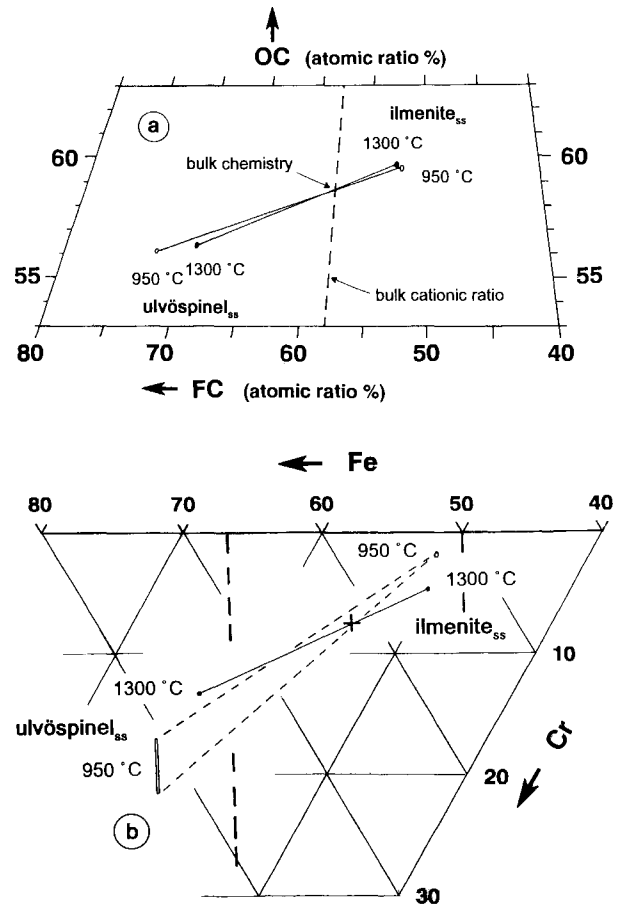 OC (atomic ratio %)
a
ilmenite_ss
1300 ˚C
950 ˚C
bulk chemistry
60
60
55
55
950 ˚C
1300 ˚C
ulvöspinel_ss
bulk cationic ratio
80
70
60
50
40
FC (atomic ratio %)
Fe
80
70
60
50
40
950 ˚C
1300 ˚C
ilmenite_ss
10
1300 ˚C
ulvöspinel_ss
950 ˚C
Cr
20
b
30